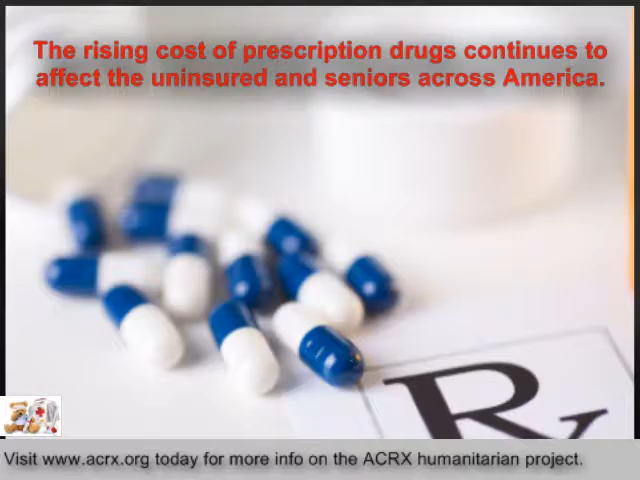 The rising cost of prescription drugs continues to
affect the uninsured and seniors across America.
Rx
Visit www.acrx.org today for more info on the ACRX humanitarian project.